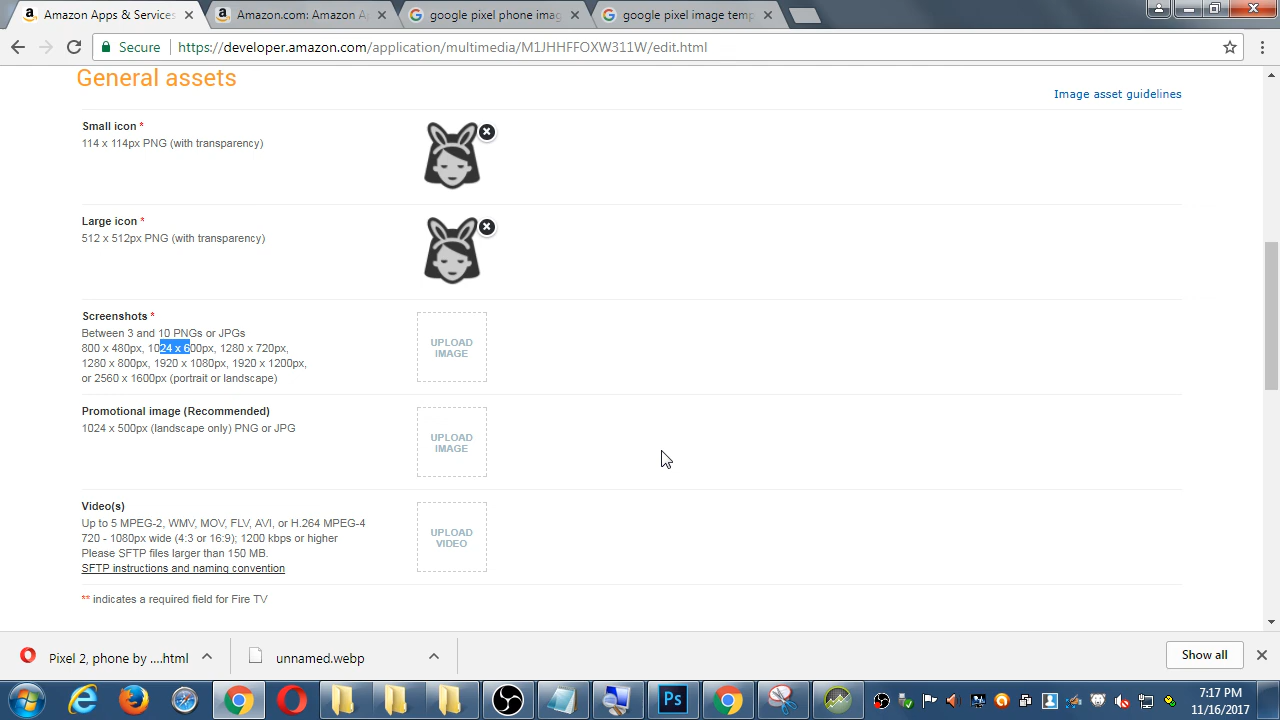 Amazon Apps & Services
Amazon.com: Amazon A
google pixel phone imag
google pixel image temp
Secure
https://developer.amazon.com/application/multimedia/M1JHHFFOXW311W/edit.html
General assets
Image asset guidelines
Small icon *
114 x 114px PNG (with transparency)
Large icon *
512 x 512px PNG (with transparency)
Screenshots *
Between 3 and 10 PNGs or JPGs
800 x 480px, 1024 x 600px, 1280 x 720px,
1280 x 800px, 1920 x 1080px, 1920 x 1200px,
or 2560 x 1600px (portrait or landscape)
UPLOAD
IMAGE
Promotional image (Recommended)
1024 x 500px (landscape only) PNG or JPG
UPLOAD
IMAGE
Video(s)
Up to 5 MPEG-2, WMV, MOV, FLV, AVI, or H.264 MPEG-4
720 - 1080px wide (4:3 or 16:9); 1200 kbps or higher
Please SFTP files larger than 150 MB.
SFTP instructions and naming convention
UPLOAD
VIDEO
** indicates a required field for Fire TV
Pixel 2, phone by ....html
unnamed.webp
Show all
Ps
7:17 PM
11/16/2017